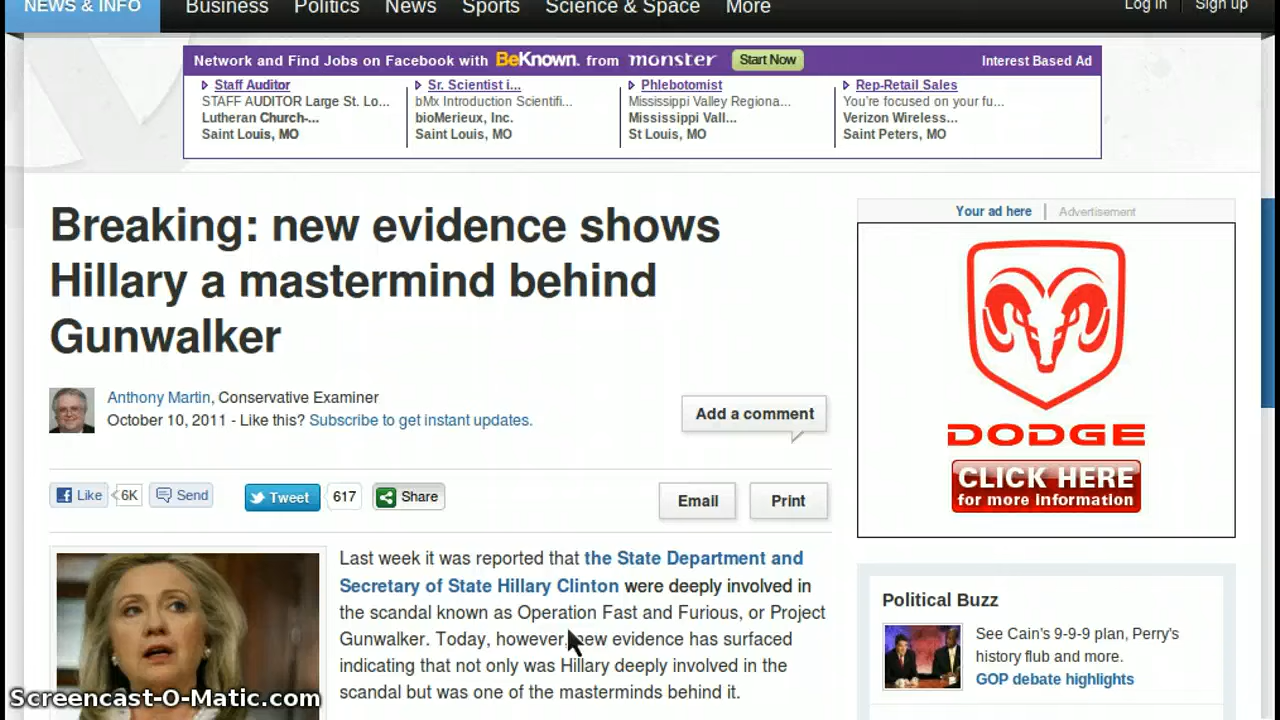 NEWS & INFO Business Politics News Sports Science & Space More Log in Sign up
Network and Find Jobs on Facebook with BeKnown. from monster Start Now Interest Based Ad
Staff Auditor
STAFF AUDITOR Large St. Lo...
Lutheran Church-...
Saint Louis, MO
Sr. Scientist i...
bMx Introduction Scientifi...
bioMerieux, Inc.
Saint Louis, MO
Phlebotomist
Mississippi Valley Regiona...
Mississippi Vall...
St Louis, MO
Rep-Retail Sales
You're focused on your fu...
Verizon Wireless...
Saint Peters, MO
Breaking: new evidence shows
Hillary a mastermind behind
Gunwalker
Anthony Martin, Conservative Examiner
October 10, 2011 - Like this? Subscribe to get instant updates.
Add a comment
Like 6K Send Tweet 617 Share Email Print
Last week it was reported that the State Department and
Secretary of State Hillary Clinton were deeply involved in
the scandal known as Operation Fast and Furious, or Project
Gunwalker. Today, however, new evidence has surfaced
indicating that not only was Hillary deeply involved in the
scandal but was one of the masterminds behind it.
Your ad here | Advertisement
DODGE
CLICK HERE
for more information
Political Buzz
See Cain's 9-9-9 plan, Perry's
history flub and more.
GOP debate highlights
Screencast-O-Matic.com